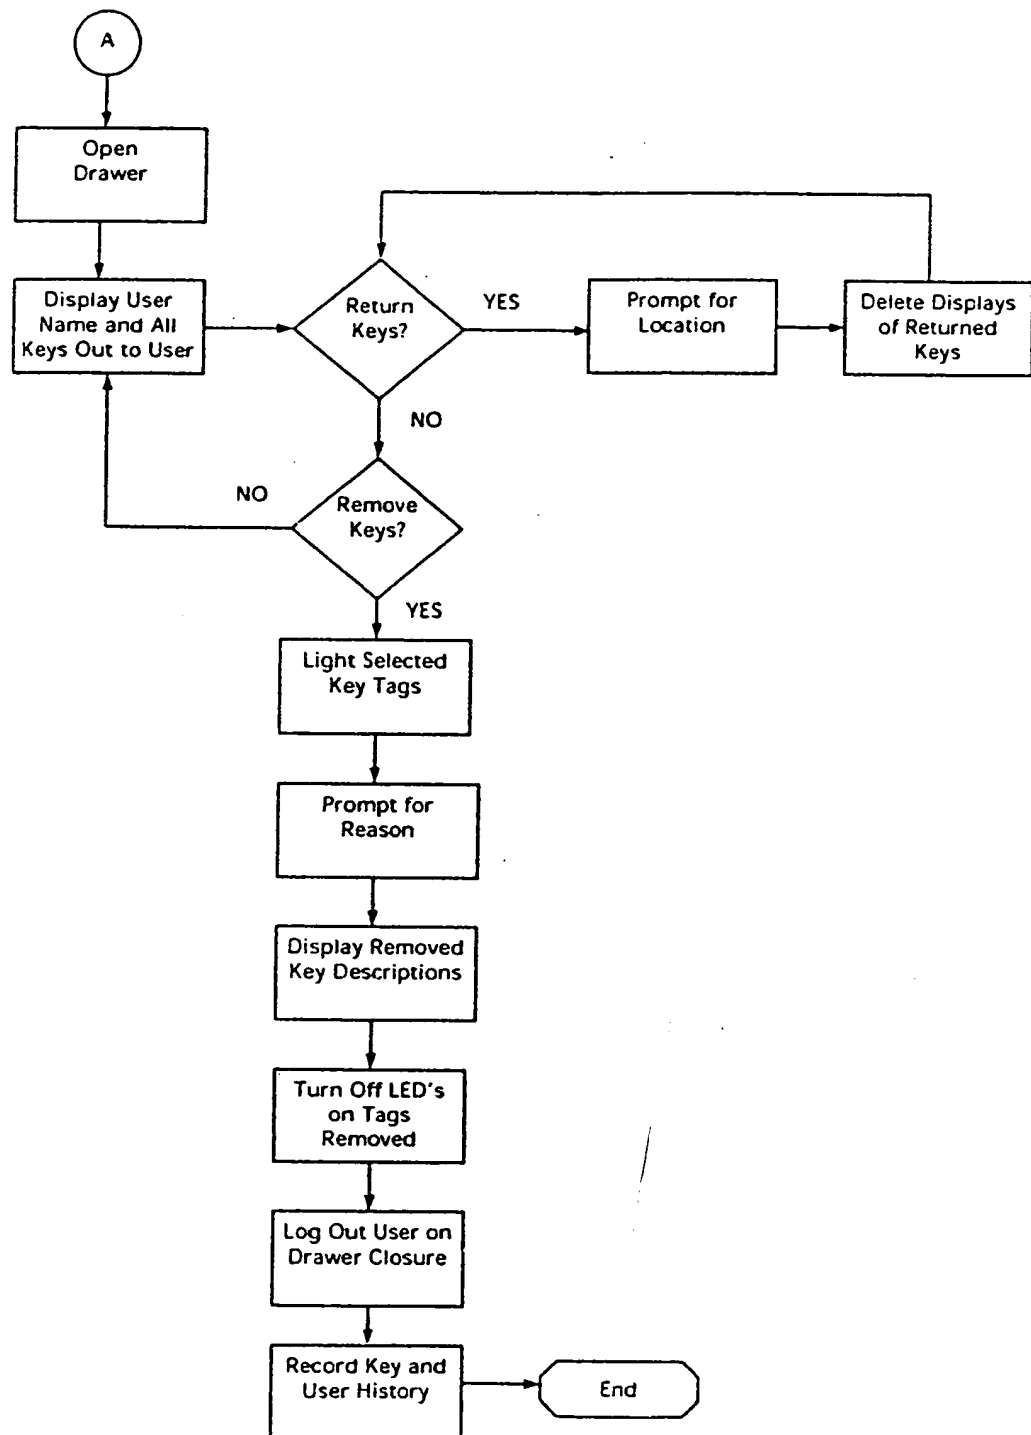 A
Open
Drawer
Display User
Name and All
Keys Out to User
Return
Keys?
YES
Prompt for
Location
Delete Displays
of Returned
Keys
NO
Remove
Keys?
NO
YES
Light Selected
Key Tags
Prompt for
Reason
Display Removed
Key Descriptions
Turn Off LED's
on Tags
Removed
Log Out User on
Drawer Closure
Record Key and
User History
End